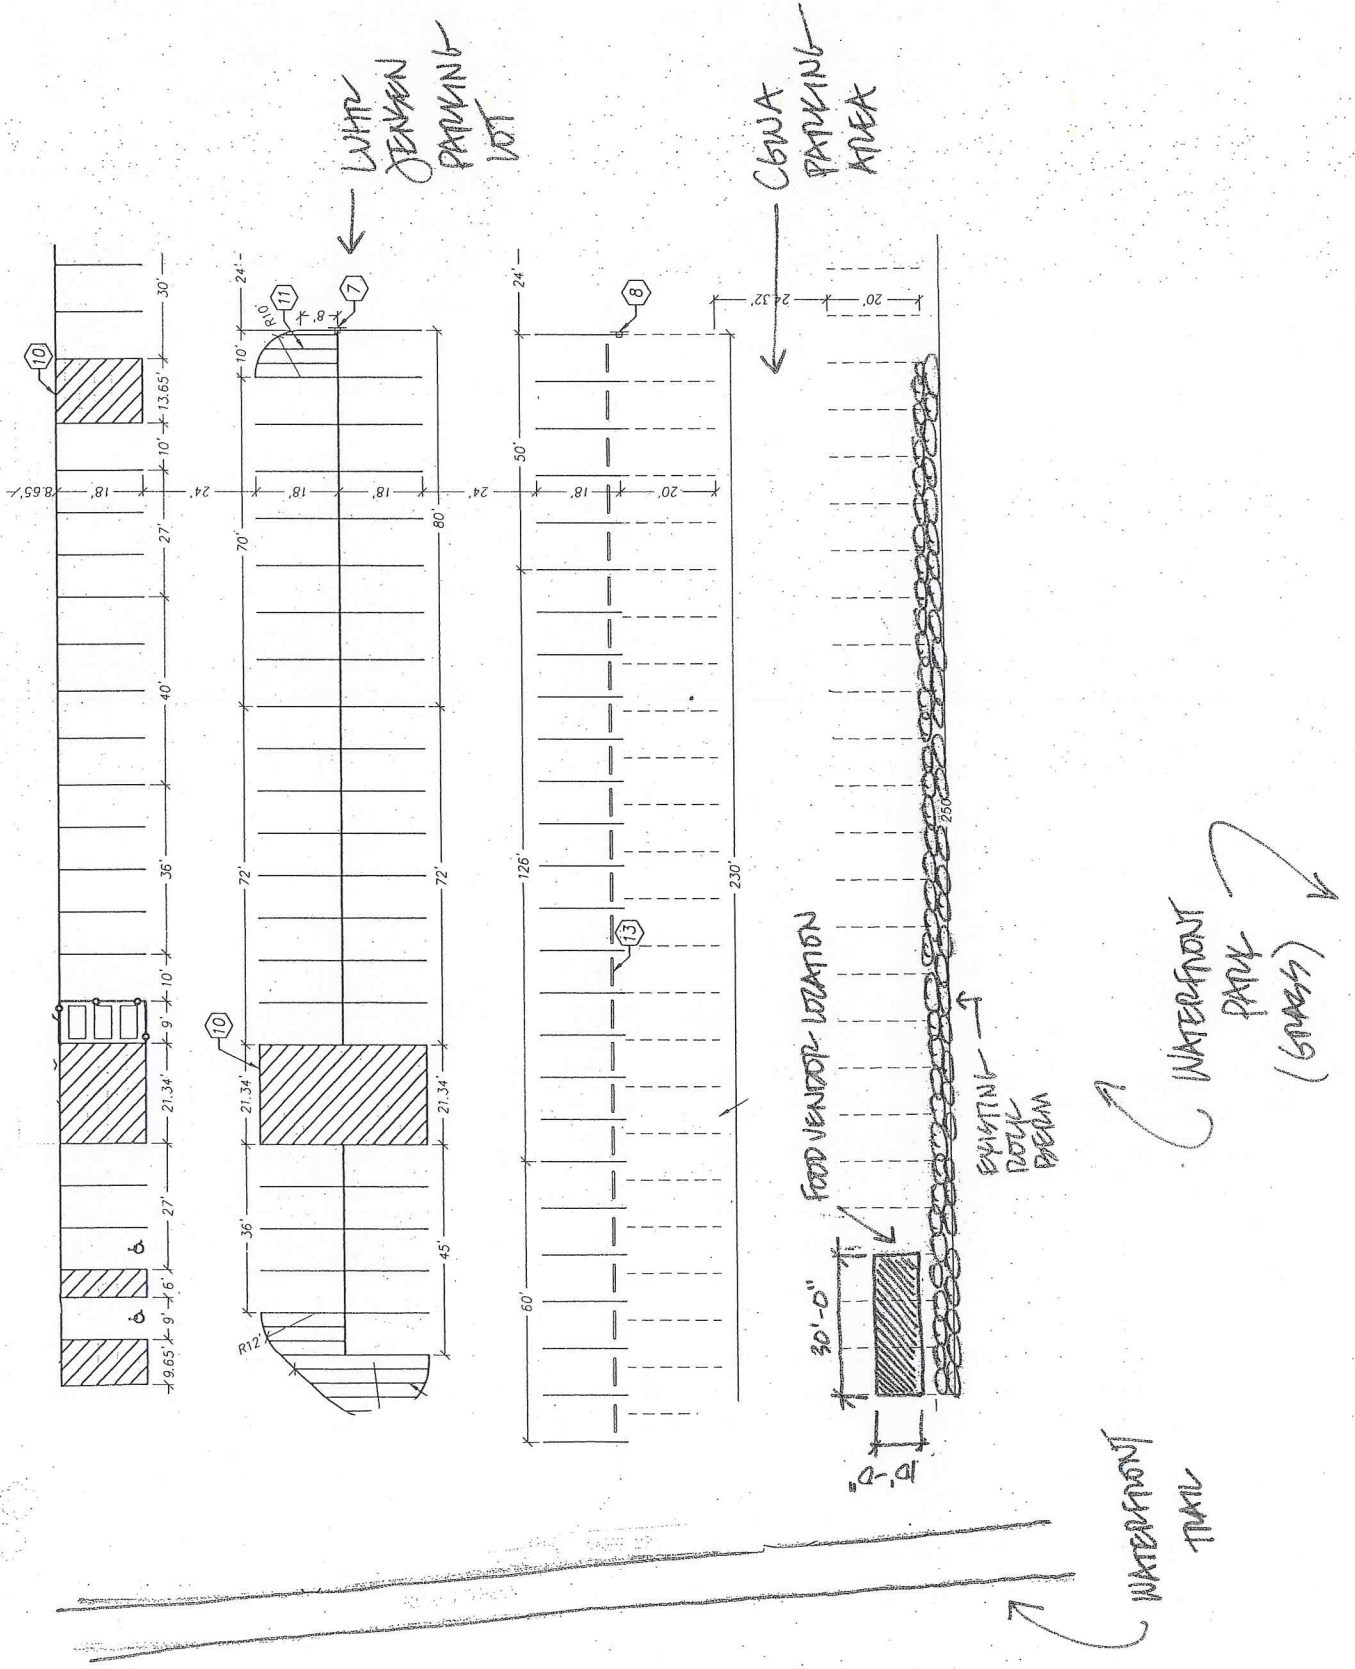 LUHR
JENSEN
PARKING
LOT
CGWA
PARKING
AREA
10
30'
13.65'
10'
27'
40'
36'
10'
9'
21.34'
27'
6'
9'
9.65'
8.65'
18'
24'
18'
18'
24'
18'
20'
24.32'
20'
24'
R10'
11
8'
7
10'
70'
80'
72'
72'
10
21.34'
21.34'
36'
45'
R12'
24'
8
50'
126'
13
230'
60'
250
FOOD VENDOR LOCATION
30'-0"
10'-0"
EXISTING
ROCK
BERM
WATERFRONT
PARK
(GRASS)
WATERFRONT
TRAIL